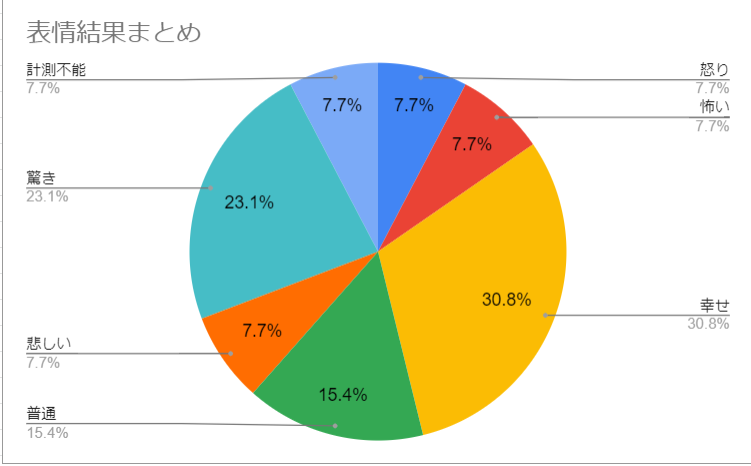 表情結果まとめ
計測不能
7.7%
怒り
7.7%
怖い
7.7%
7.7%
7.7%
7.7%
驚き
23.1%
23.1%
30.8%
幸せ
30.8%
7.7%
悲しい
7.7%
15.4%
普通
15.4%